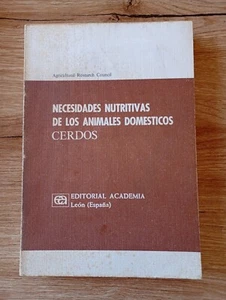 Agricultural Research Council
NECESIDADES NUTRITIVAS
DE LOS ANIMALES DOMESTICOS
CERDOS
EDITORIAL ACADEMIA
León (España)